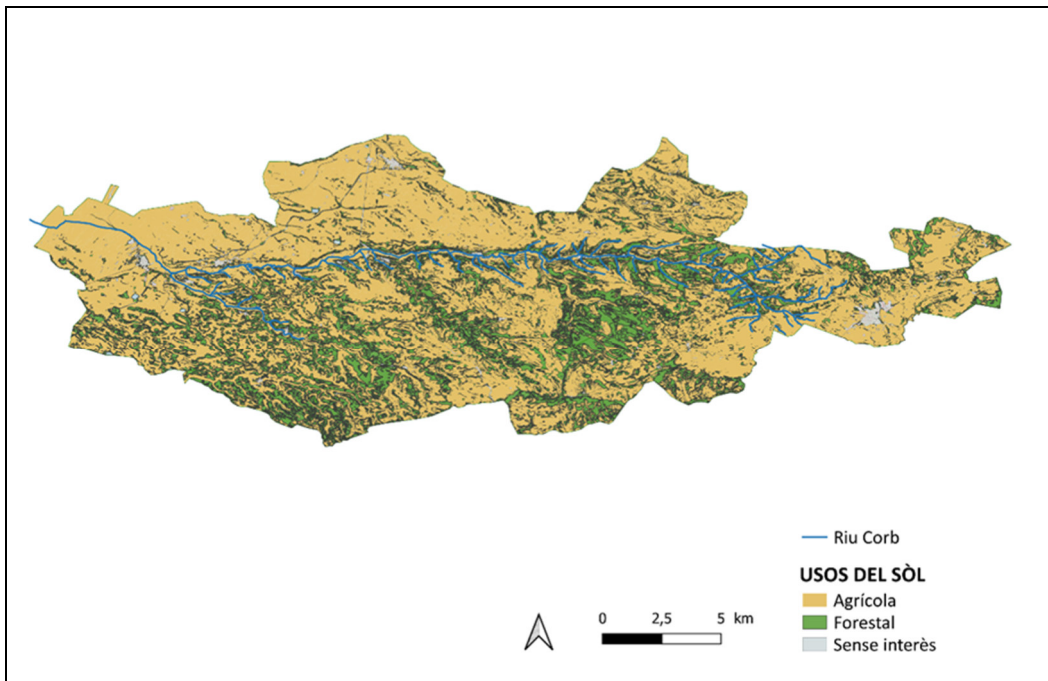 Riu Corb
USOS DEL SÒL
Agrícola
Forestal
Sense interès
0 2,5 5 km